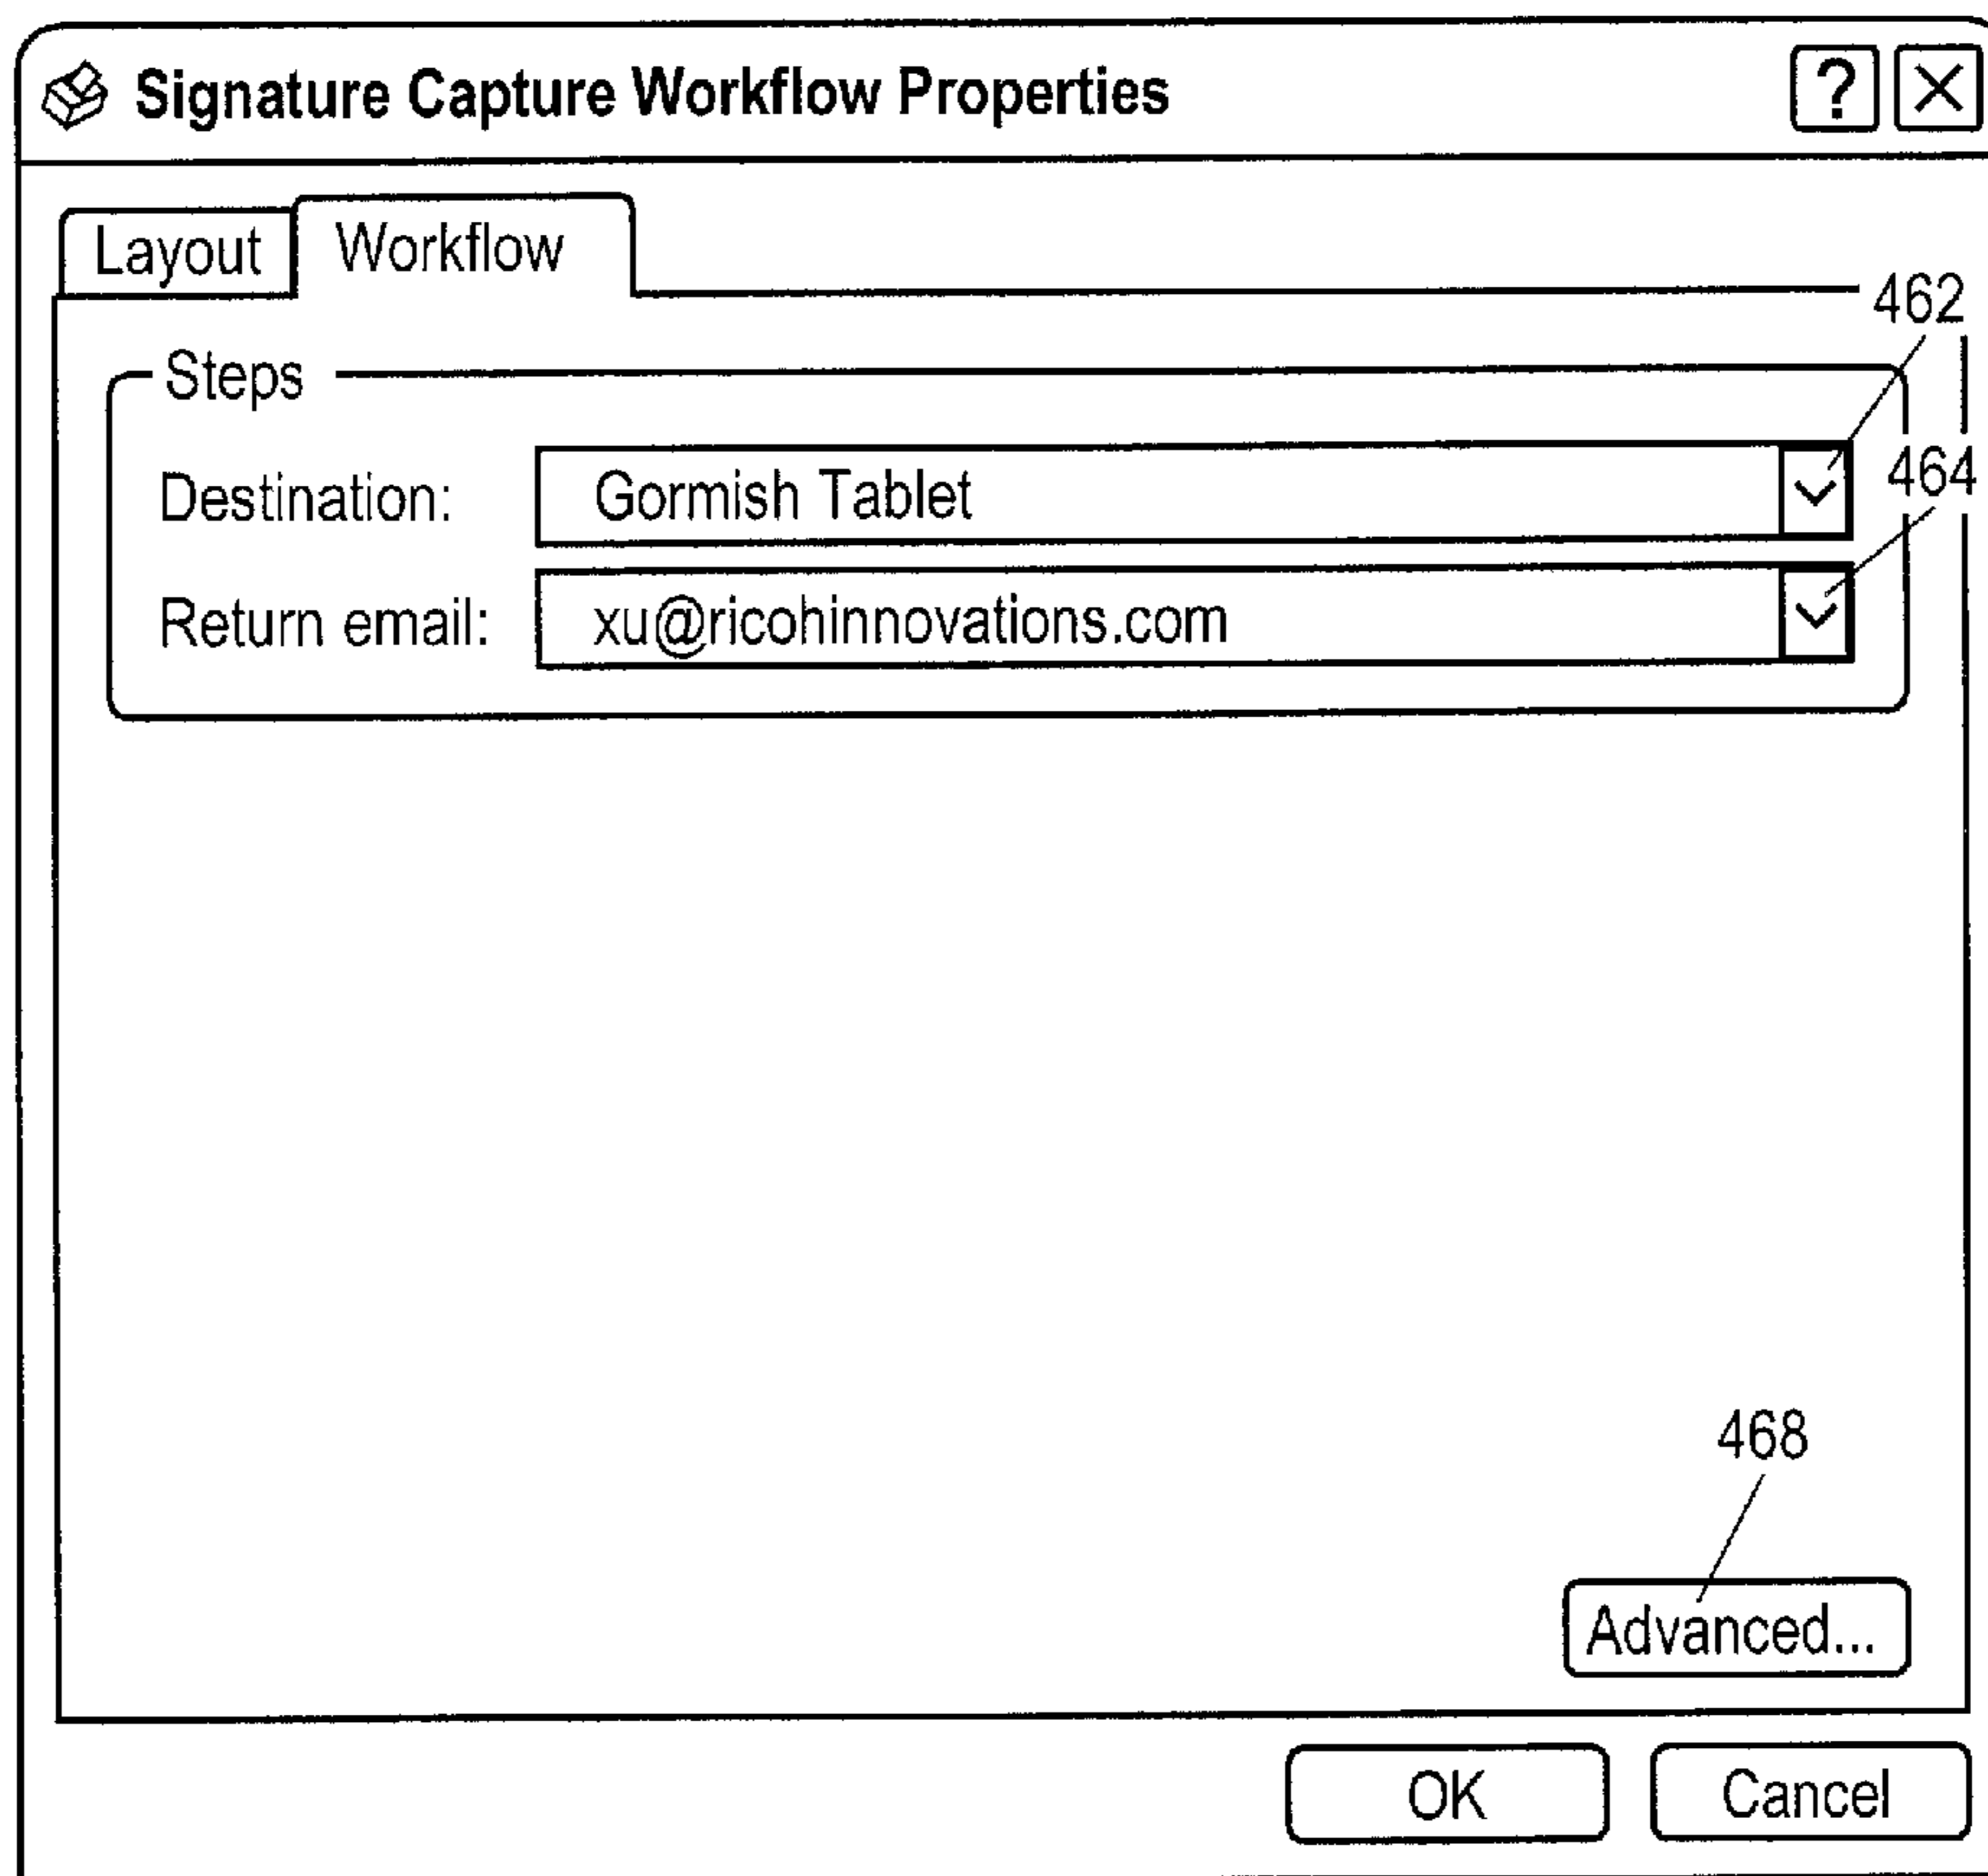 Signature Capture Workflow Properties ? X
Layout Workflow
462
Steps
Destination: Gormish Tablet
464
Return email: xu@ricohinnovations.com
468
Advanced...
OK Cancel